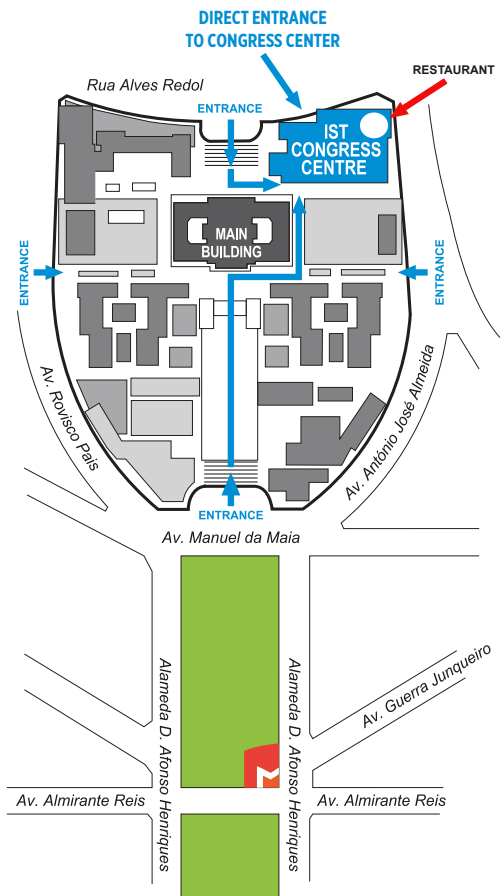 DIRECT ENTRANCE
TO CONGRESS CENTER
RESTAURANT
Rua Alves Redol
ENTRANCE
IST
CONGRESS
CENTRE
MAIN
BUILDING
ENTRANCE
ENTRANCE
Av. Rovisco Pais
Av. António José Almeida
ENTRANCE
Av. Manuel da Maia
Alameda D. Afonso Henriques
Alameda D. Afonso Henriques
Av. Guerra Junqueiro
M
Av. Almirante Reis
Av. Almirante Reis